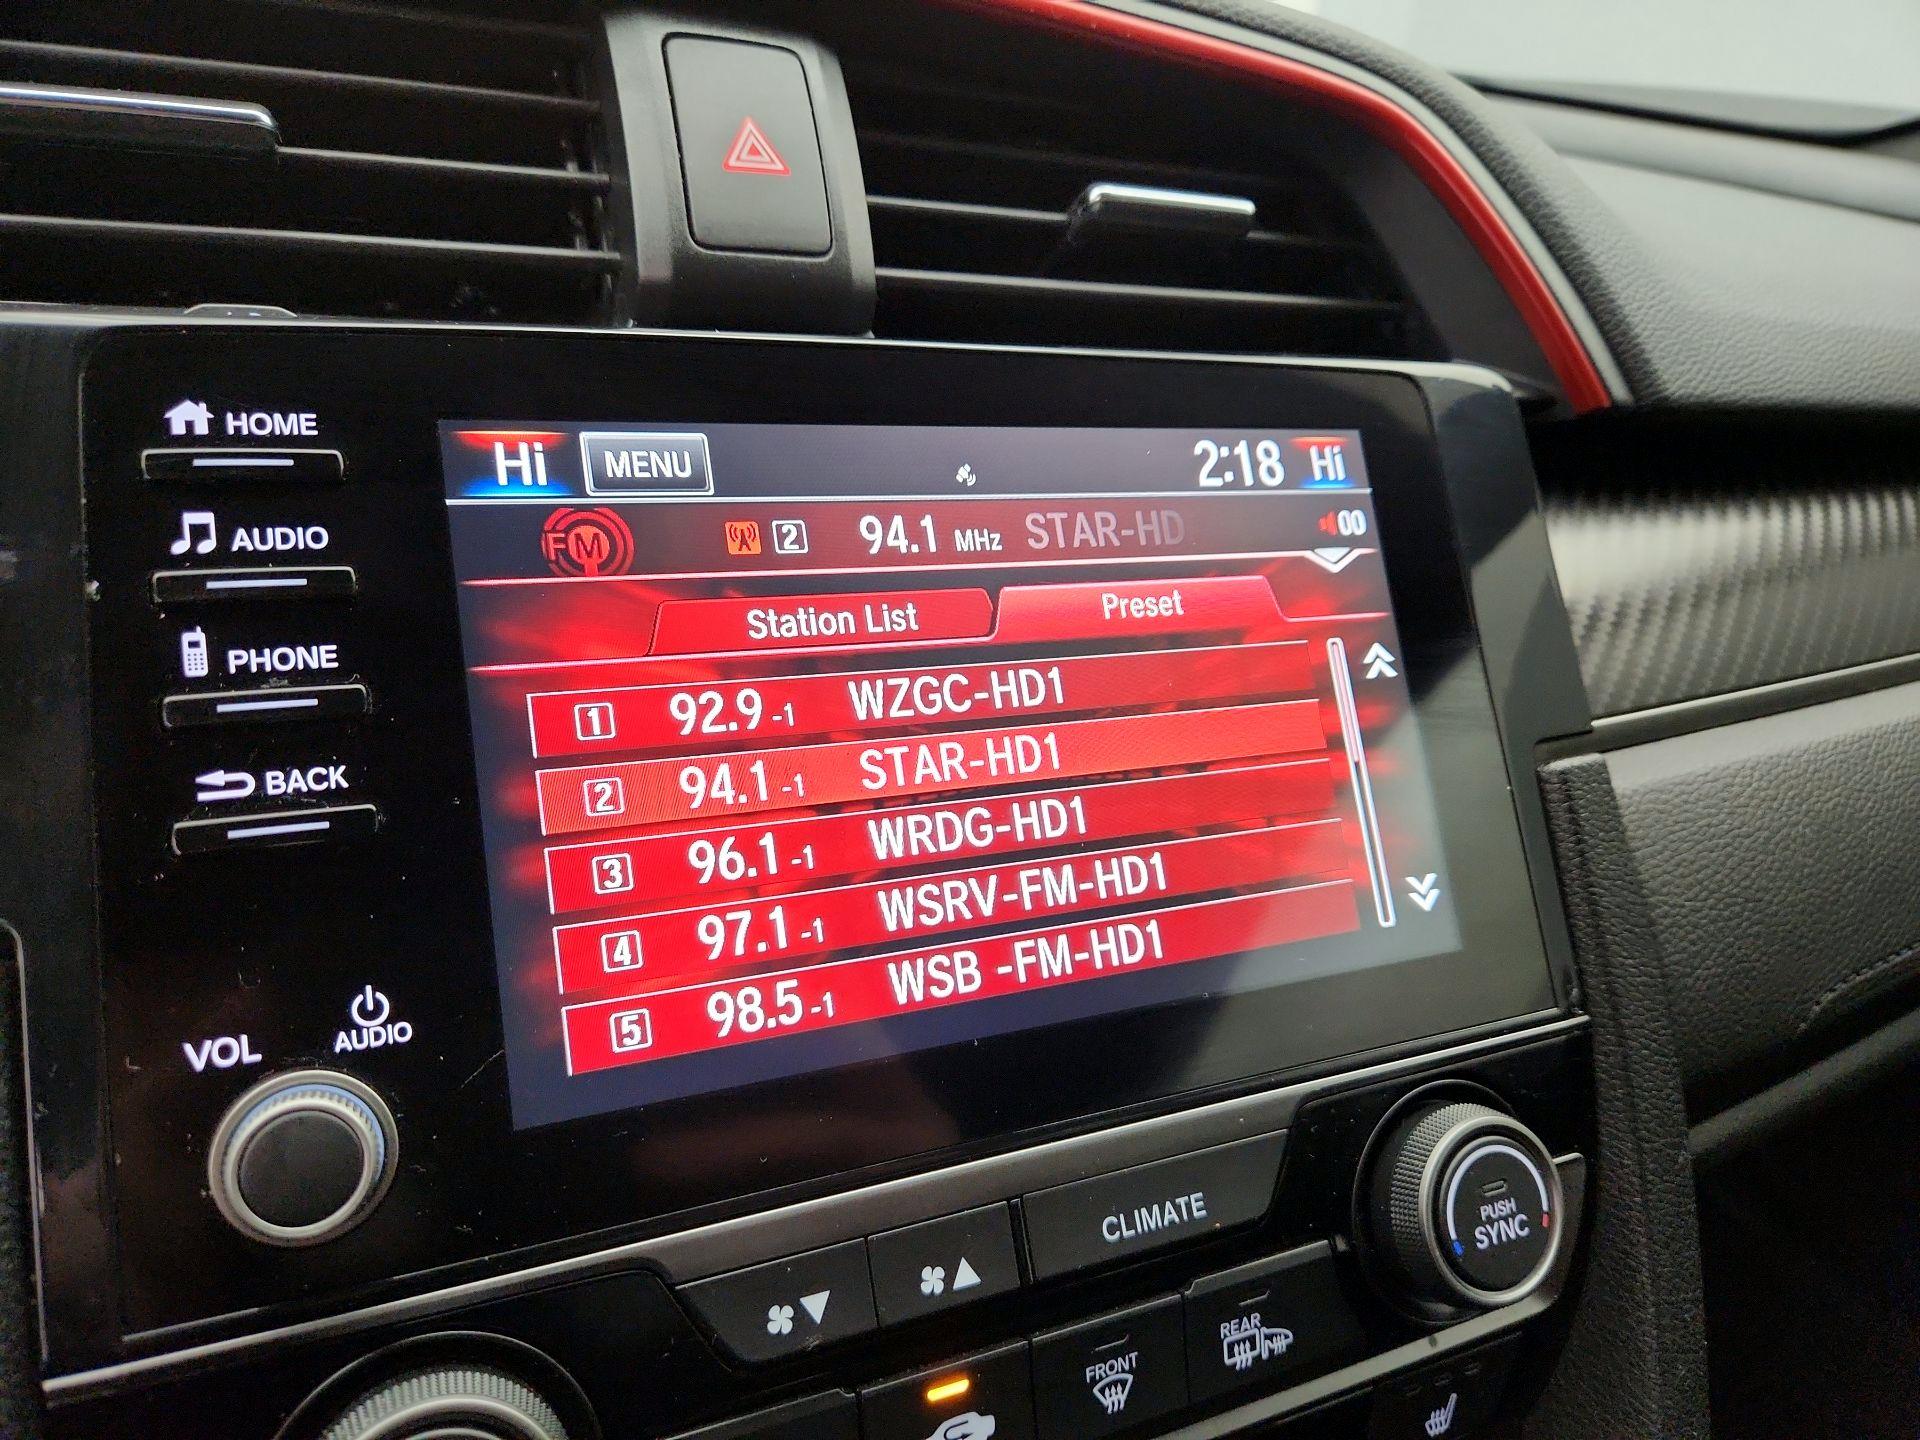 HOME
AUDIO
PHONE
BACK
VOL
AUDIO
Hi MENU 2:18 Hi
FM 2 94.1 MHz STAR-HD 00
Station List Preset
1 92.9 -1 WZGC-HD1
2 94.1 -1 STAR-HD1
3 96.1 -1 WRDG-HD1
4 97.1 -1 WSRV-FM-HD1
5 98.5 -1 WSB -FM-HD1
CLIMATE
PUSH
SYNC
FRONT
REAR